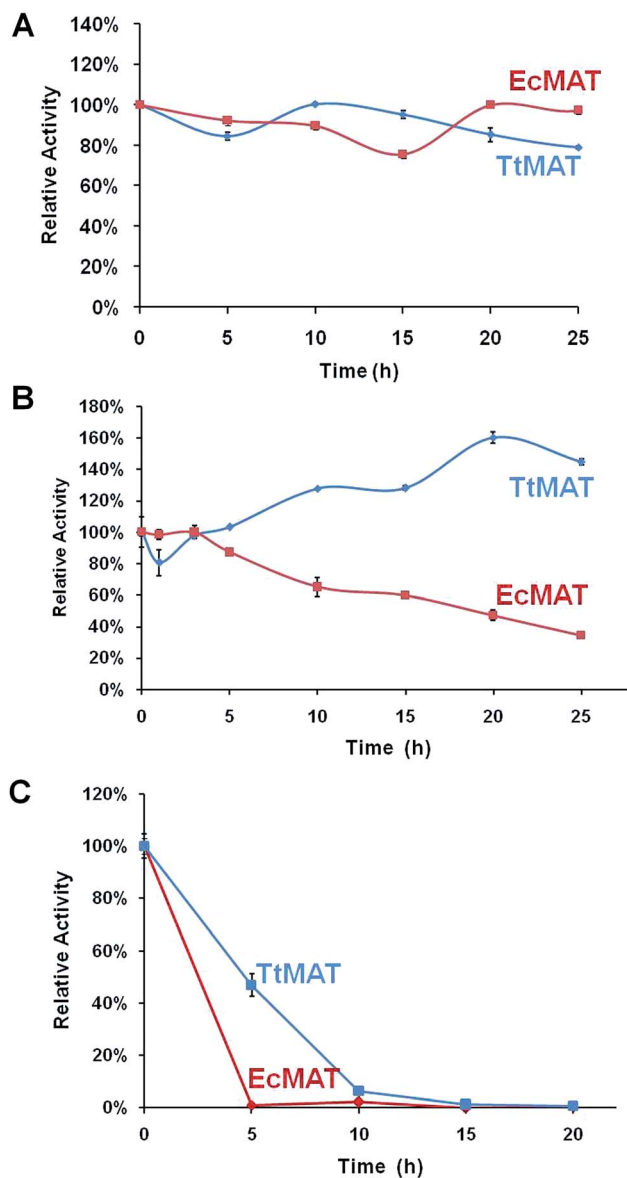 A
140%
120%
100%
80%
60%
40%
20%
0%
Relative Activity
EcMAT
TtMAT
0 5 10 15 20 25
Time (h)
B
180%
160%
140%
120%
100%
80%
60%
40%
20%
0%
Relative Activity
TtMAT
EcMAT
0 5 10 15 20 25
Time (h)
C
120%
100%
80%
60%
40%
20%
0%
Relative Activity
TtMAT
EcMAT
0 5 10 15 20
Time (h)